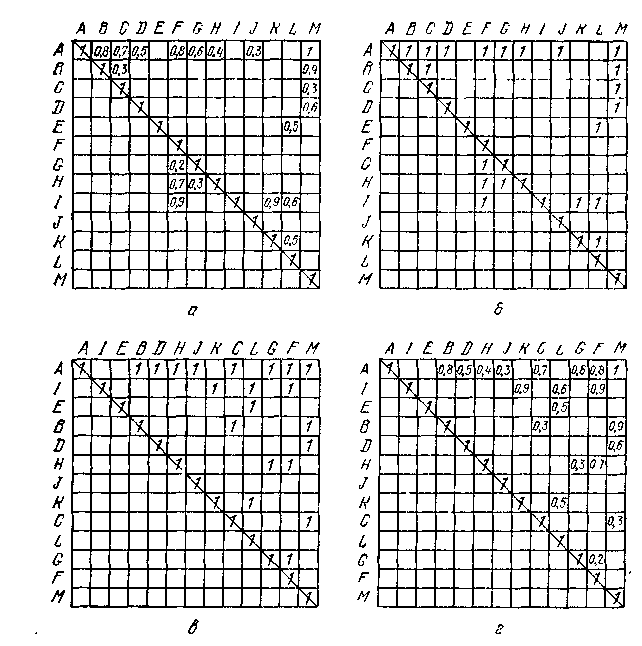 A B C D E F G H I J K L M
A 1 0,8 0,7 0,5 0,8 0,6 0,4 0,3 1
B 1 0,3 0,9
C 1 0,3
D 1 0,6
E 1 0,5
F 1
G 0,2 1
H 0,7 0,3 1
I 0,9 1 0,9 0,6
J 1
K 1 0,5
L 1
M 1
а
A B C D E F G H I J K L M
A 1 1 1 1 1 1 1 1 1
B 1 1 1
C 1 1
D 1 1
E 1 1
F 1
G 1 1
H 1 1 1
I 1 1 1 1
J 1
K 1 1
L 1
M 1
б
A I E B D H J K C L G F M
A 1 1 1 1 1 1 1 1 1
I 1 1 1 1
E 1 1
B 1 1 1
D 1 1
H 1 1 1
J 1
K 1 1
C 1 1
L 1
G 1 1
F 1
M 1
в
A I E B D H J K C L G F M
A 1 0,8 0,5 0,4 0,3 0,7 0,6 0,8 1
I 1 0,9 0,6 0,9
E 1 0,5
B 1 0,3 0,9
D 1 0,6
H 1 0,3 0,7
J 1
K 1 0,5
C 1 0,3
L 1
G 1 0,2
F 1
M 1
г